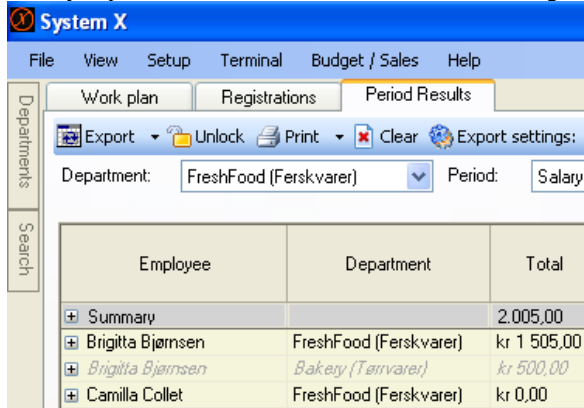 System X
File View Setup Terminal Budget / Sales Help
Departments
Search
Work plan Registrations Period Results
Export Unlock Print Clear Export settings:
Department: FreshFood (Ferskvarer) Period: Salary
Employee Department Total
Summary 2.005,00
Brigitta Bjørnsen FreshFood (Ferskvarer) kr 1 505,00
Brigitta Bjørnsen Bakery (Tørrvarer) kr 500,00
Camilla Collet FreshFood (Ferskvarer) kr 0,00